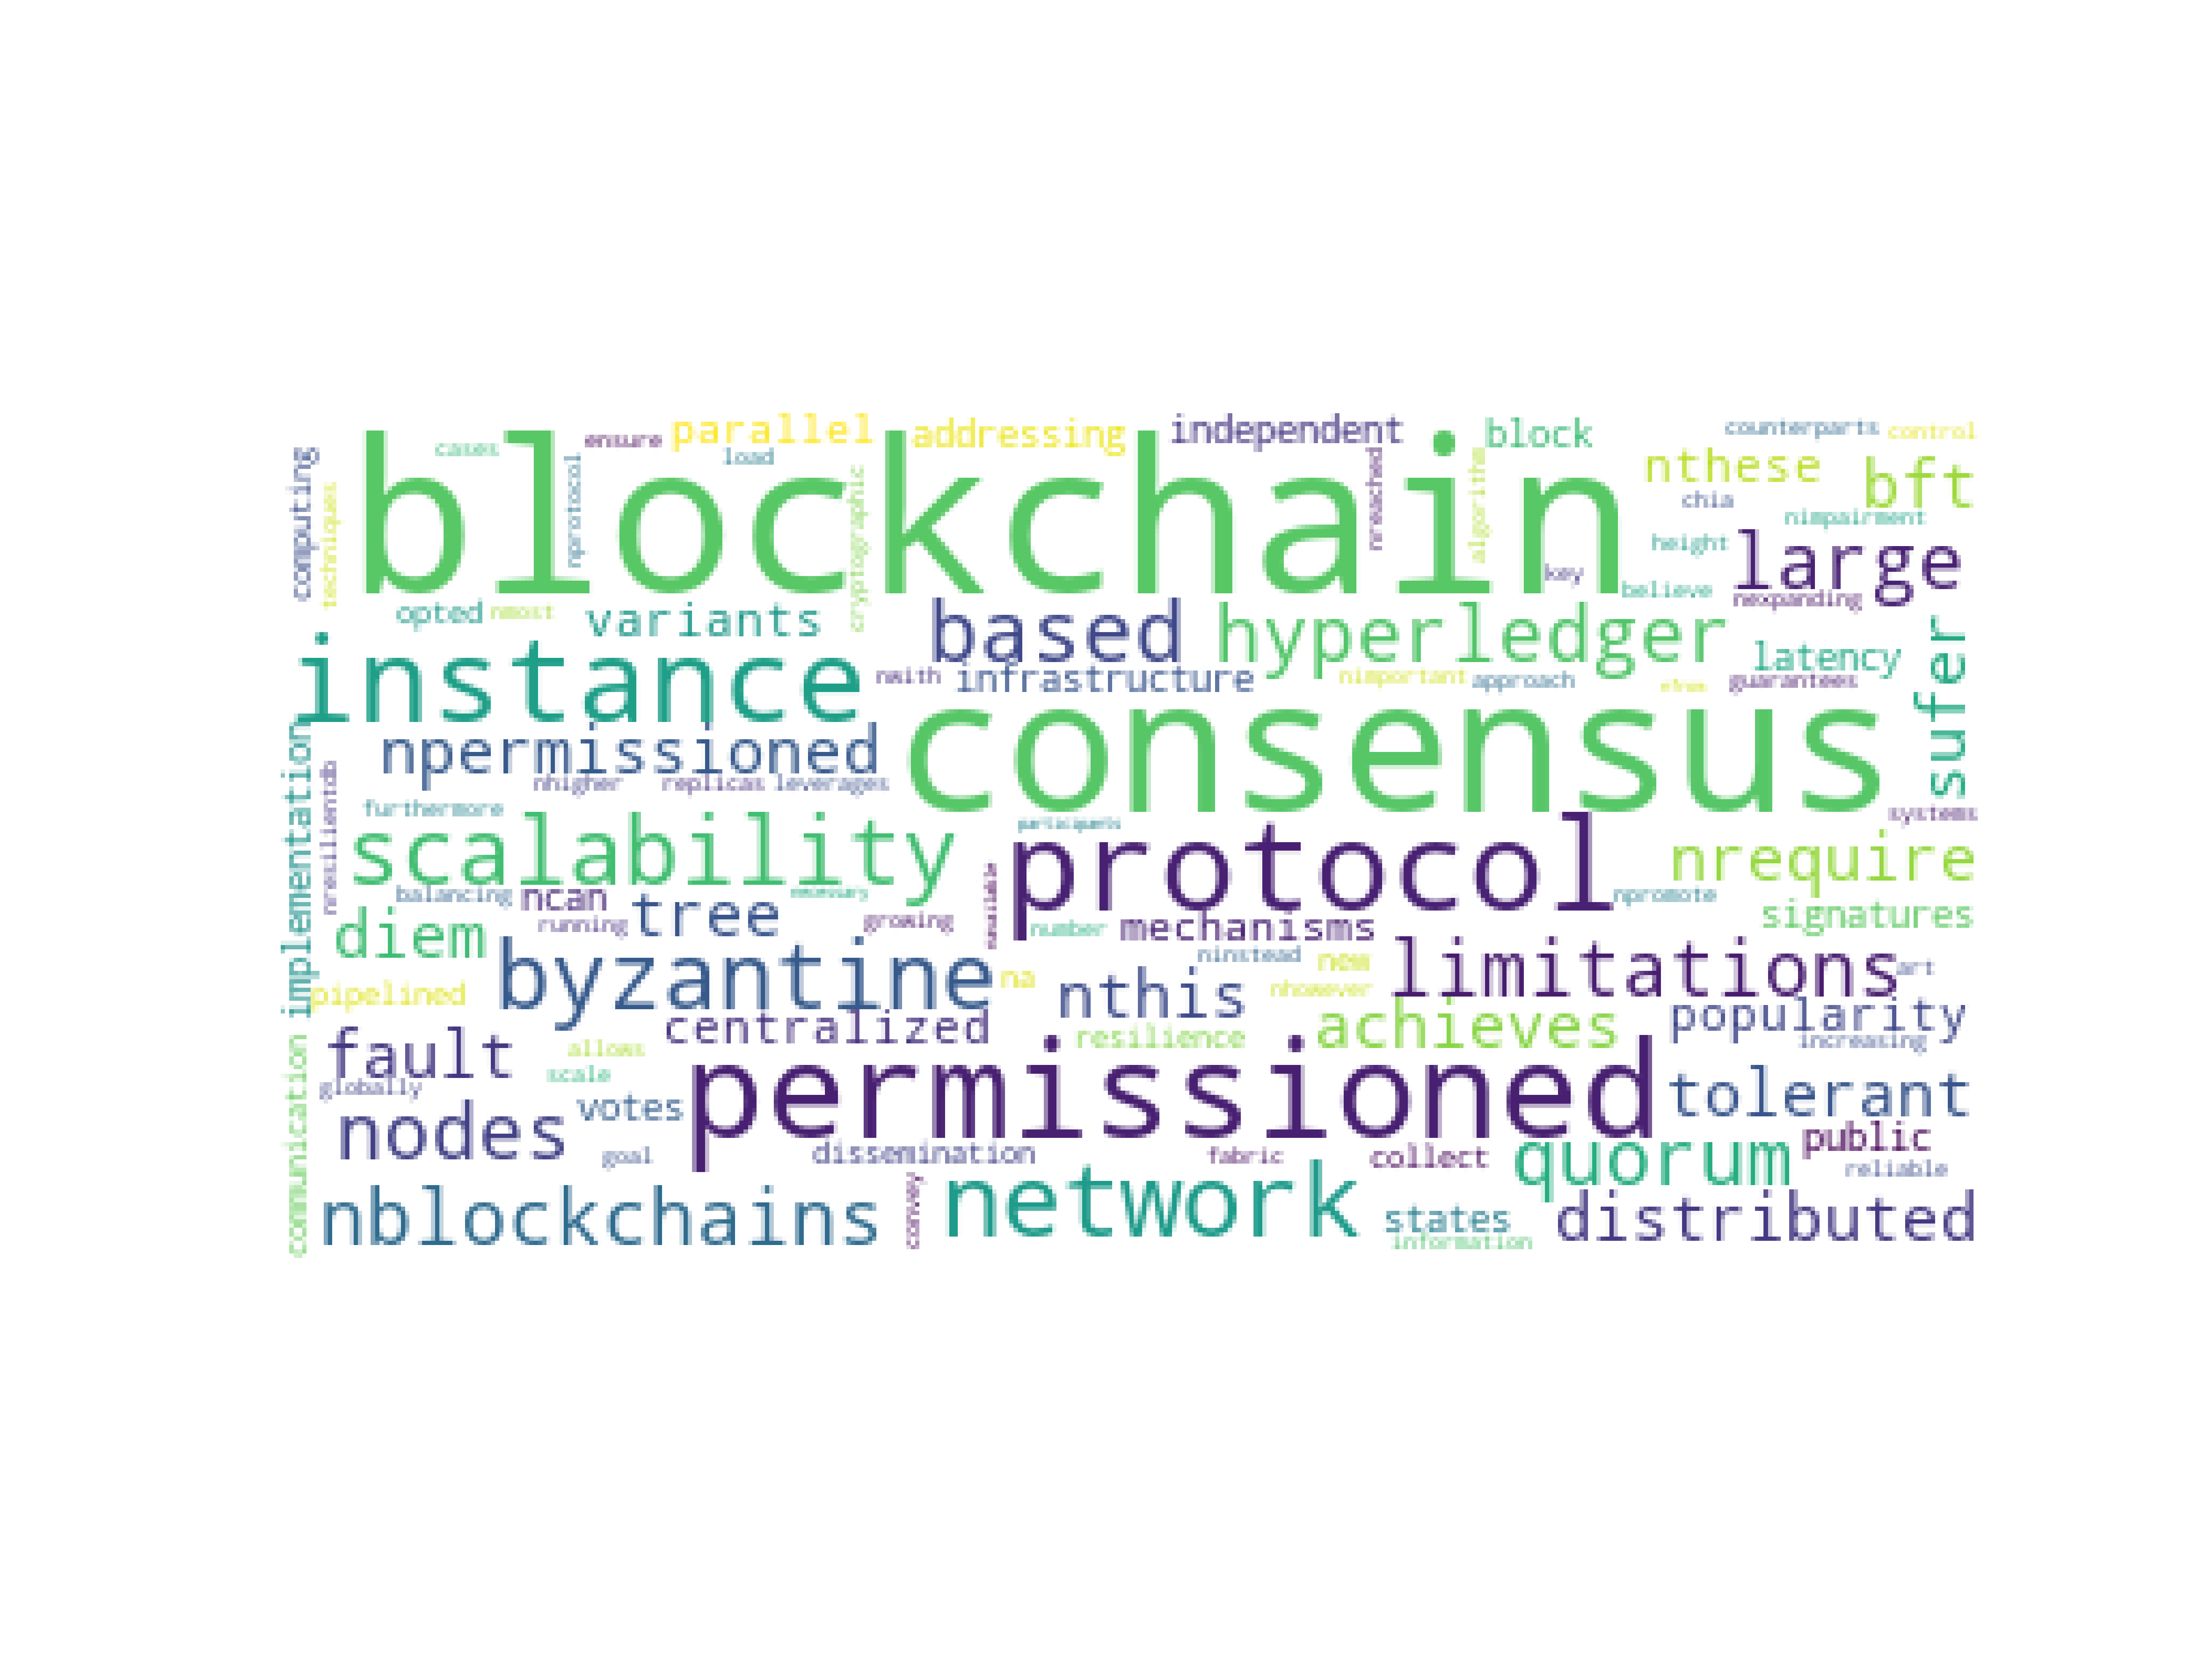 parallel addressing independent block counterparts control
cases ensure load
blockchain
nthese bft
computing techniques nprotocol cryptographic nreached algorithm
chia nimpairment
height large
key believe nexpanding
opted nmost variants based hyperledger
latency sufer
instance nwith infrastructure nimportant approach guarantees
npermissioned consensus
nhigher replicas leverages
implementation nresilientdb
furthermore participants systems
scalability protocol nrequire
balancing ncan tree npromote
diem running growing number mechanisms signatures
byzantine ninstead limitations art
pipelined na nthis new nhowever
fault centralized resilience achieves popularity
allows increasing
communication globally scale permissioned tolerant
nodes votes public
goal dissemination fabric collect quorum reliable
nblockchains convey network states distributed
information